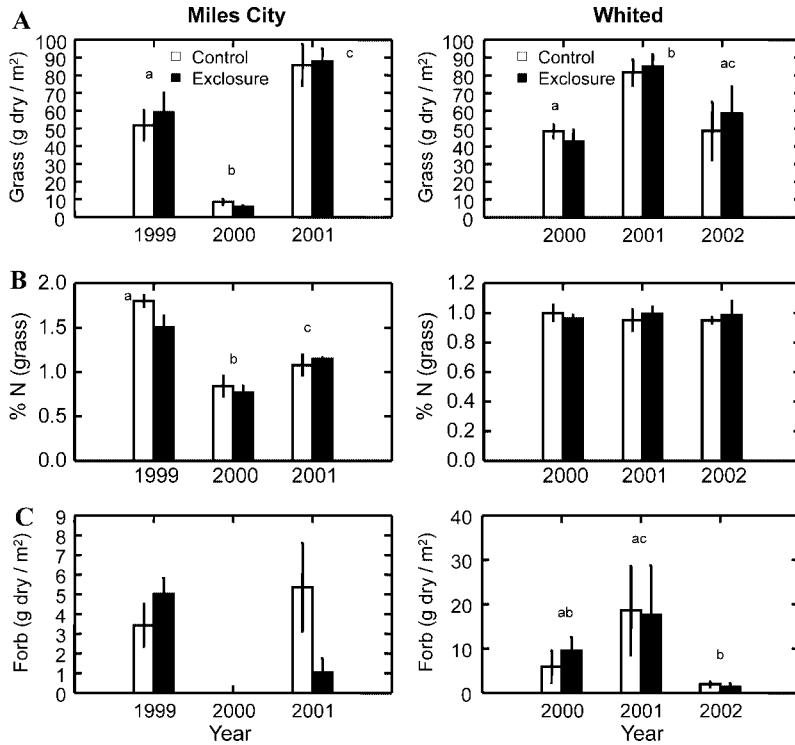 Miles City
Whited
A
Grass (g dry / m²)
100
90
80
70
60
50
40
30
20
10
0
Control
Exclosure
a
b
c
1999
2000
2001
Grass (g dry / m²)
100
90
80
70
60
50
40
30
20
10
0
Control
Exclosure
a
b
ac
2000
2001
2002
B
% N (grass)
2.0
1.5
1.0
0.5
0.0
a
b
c
1999
2000
2001
% N (grass)
1.2
1.0
0.8
0.6
0.4
0.2
0.0
2000
2001
2002
C
Forb (g dry / m²)
9
8
7
6
5
4
3
2
1
0
1999
2000
2001
Year
Forb (g dry / m²)
40
30
20
10
0
ab
ac
b
2000
2001
2002
Year